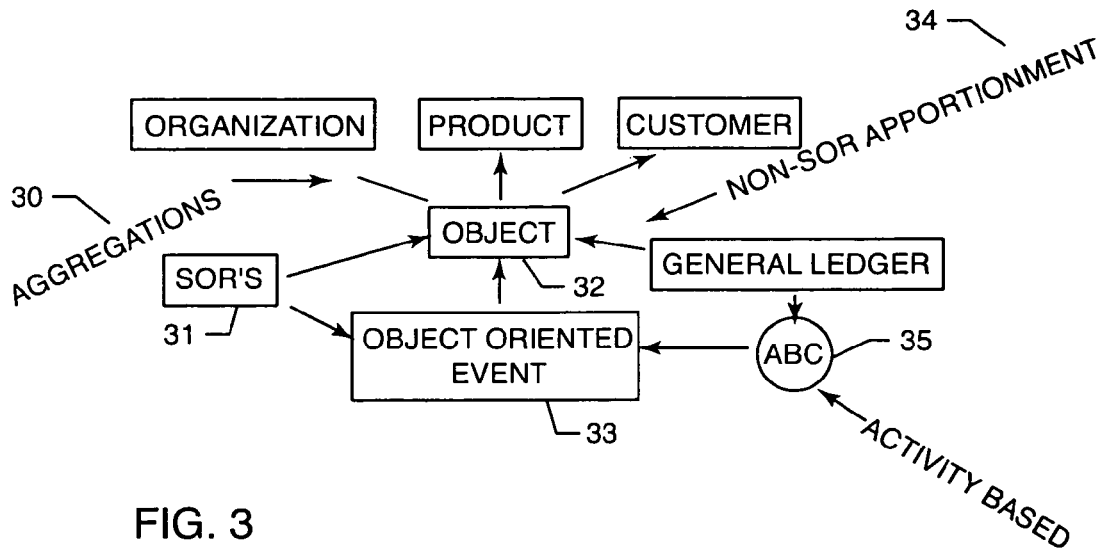 34
NON-SOR APPORTIONMENT
ORGANIZATION
PRODUCT
CUSTOMER
30
AGGREGATIONS
OBJECT
32
SOR'S
31
GENERAL LEDGER
OBJECT ORIENTED
EVENT
33
ABC
35
ACTIVITY BASED
FIG. 3